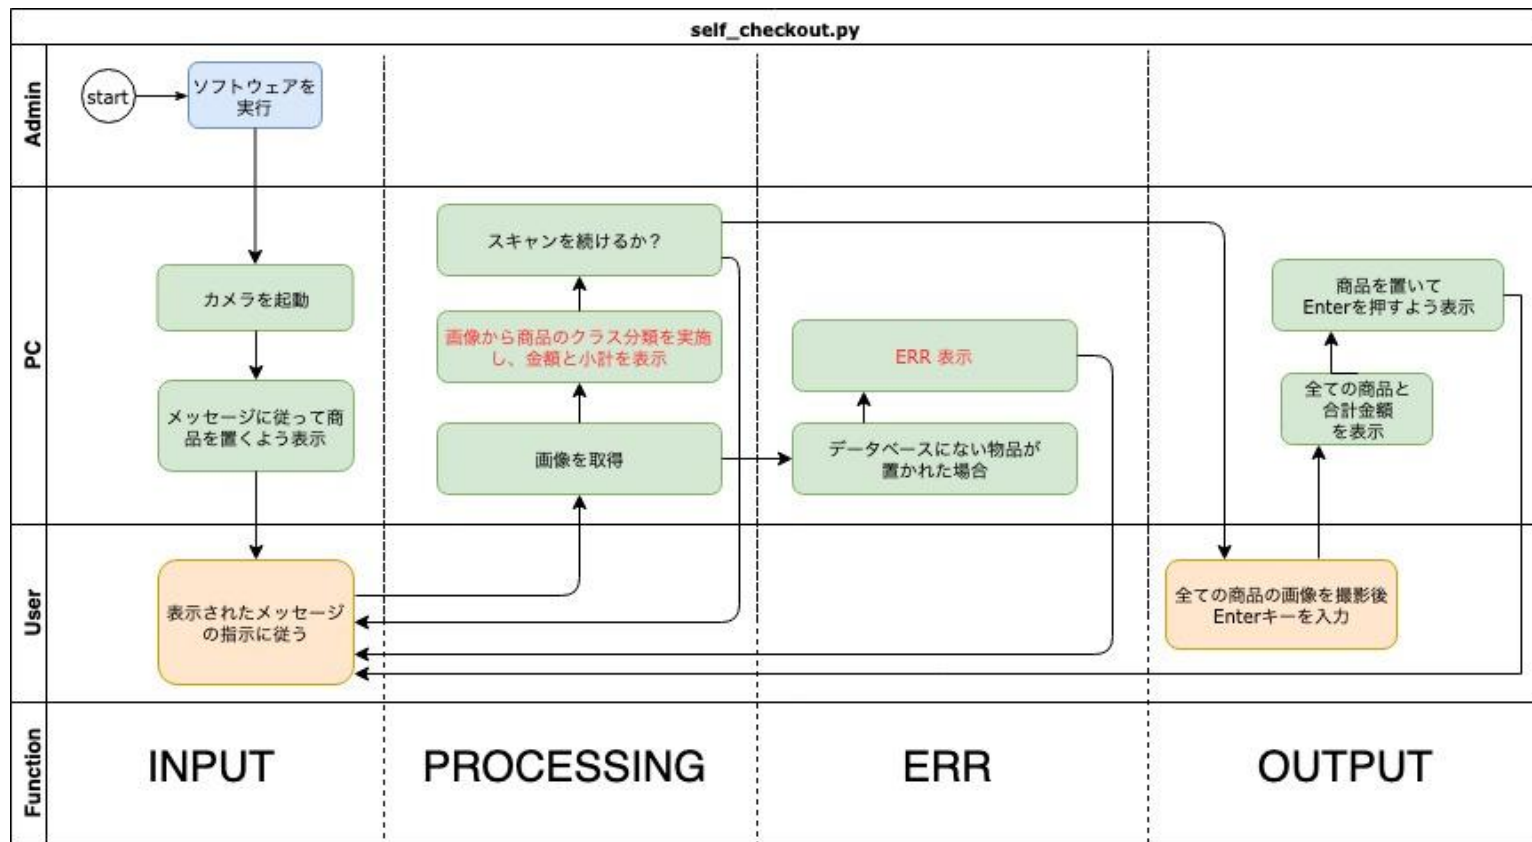 self_checkout.py
Admin
start
ソフトウェアを
実行
PC
カメラを起動
メッセージに従って商
品を置くよう表示
スキャンを続けるか？
画像から商品のクラス分類を実施
し、金額と小計を表示
画像を取得
ERR 表示
データベースにない物品が
置かれた場合
商品を置いて
Enterを押すよう表示
全ての商品と
合計金額
を表示
User
表示されたメッセージ
の指示に従う
全ての商品の画像を撮影後
Enterキーを入力
Function
INPUT
PROCESSING
ERR
OUTPUT